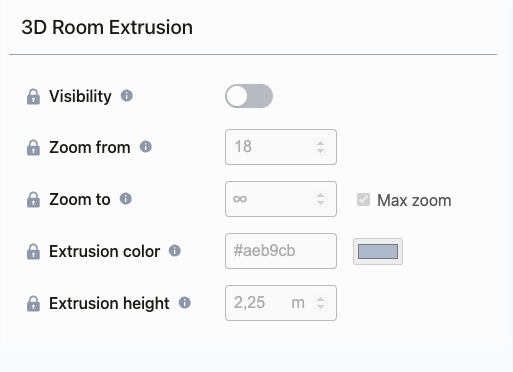 3D Room Extrusion
Visibility
Zoom from 18
Zoom to ∞ Max zoom
Extrusion color #aeb9cb
Extrusion height 2,25 m